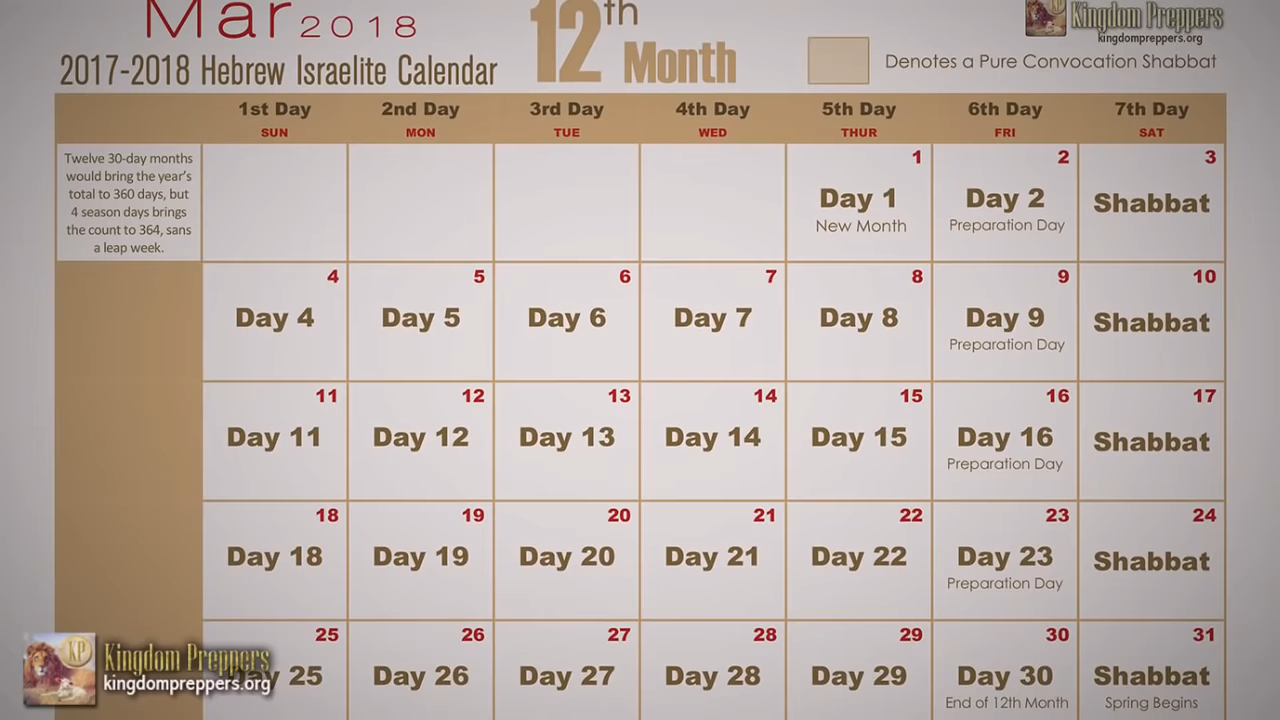 Mar 2018
2017-2018 Hebrew Israelite Calendar
12th Month
Kingdom Preppers
kingdompreppers.org
Denotes a Pure Convocation Shabbat
1st Day 2nd Day 3rd Day 4th Day 5th Day 6th Day 7th Day
SUN MON TUE WED THUR FRI SAT
Twelve 30-day months
would bring the year's
total to 360 days, but
4 season days brings
the count to 364, sans
a leap week.
1 2 3
Day 1 Day 2 Shabbat
New Month Preparation Day
4 5 6 7 8 9 10
Day 4 Day 5 Day 6 Day 7 Day 8 Day 9 Shabbat
Preparation Day
11 12 13 14 15 16 17
Day 11 Day 12 Day 13 Day 14 Day 15 Day 16 Shabbat
Preparation Day
18 19 20 21 22 23 24
Day 18 Day 19 Day 20 Day 21 Day 22 Day 23 Shabbat
Preparation Day
25 26 27 28 29 30 31
Day 25 Day 26 Day 27 Day 28 Day 29 Day 30 Shabbat
End of 12th Month Spring Begins
KP
Kingdom Preppers
kingdompreppers.org